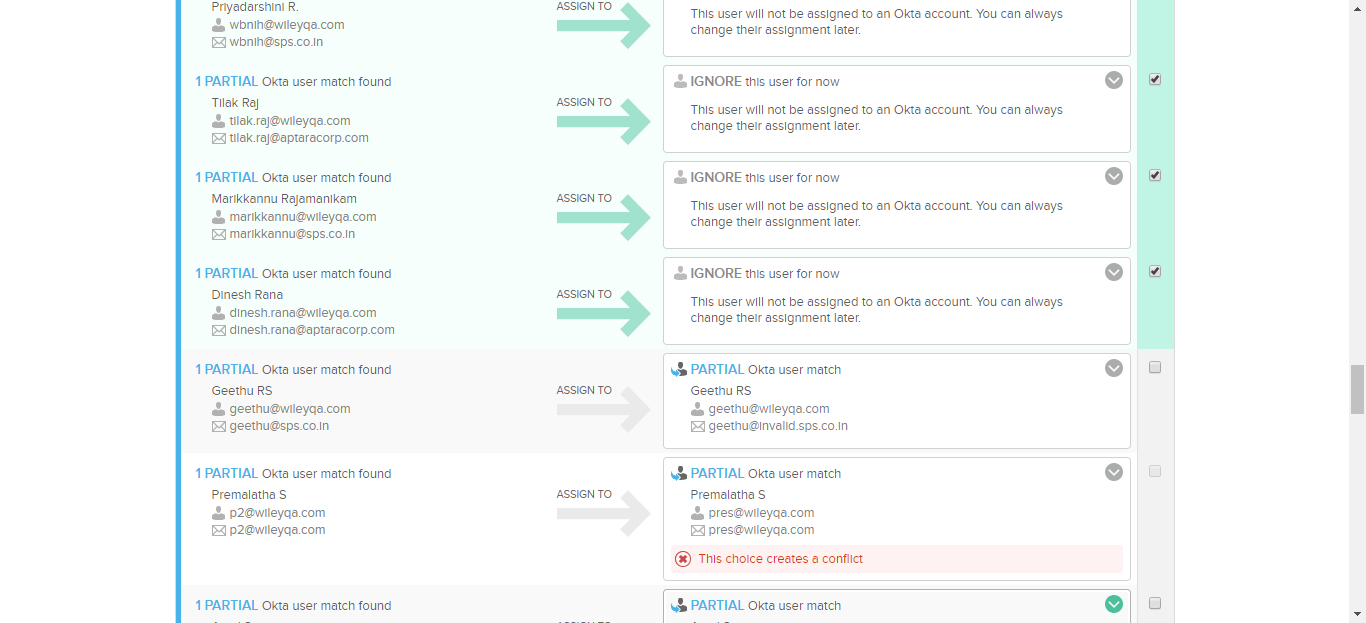 Priyadarshini R.
wbnih@wileyqa.com
wbnih@sps.co.in
ASSIGN TO
This user will not be assigned to an Okta account. You can always
change their assignment later.
1 PARTIAL Okta user match found
Tilak Raj
tilak.raj@wileyqa.com
tilak.raj@aptaracorp.com
ASSIGN TO
IGNORE this user for now
This user will not be assigned to an Okta account. You can always
change their assignment later.
1 PARTIAL Okta user match found
Marikkannu Rajamanikam
marikkannu@wileyqa.com
marikkannu@sps.co.in
ASSIGN TO
IGNORE this user for now
This user will not be assigned to an Okta account. You can always
change their assignment later.
1 PARTIAL Okta user match found
Dinesh Rana
dinesh.rana@wileyqa.com
dinesh.rana@aptaracorp.com
ASSIGN TO
IGNORE this user for now
This user will not be assigned to an Okta account. You can always
change their assignment later.
1 PARTIAL Okta user match found
Geethu RS
geethu@wileyqa.com
geethu@sps.co.in
ASSIGN TO
PARTIAL Okta user match
Geethu RS
geethu@wileyqa.com
geethu@invalid.sps.co.in
1 PARTIAL Okta user match found
Premalatha S
p2@wileyqa.com
p2@wileyqa.com
ASSIGN TO
PARTIAL Okta user match
Premalatha S
pres@wileyqa.com
pres@wileyqa.com
This choice creates a conflict
1 PARTIAL Okta user match found
PARTIAL Okta user match